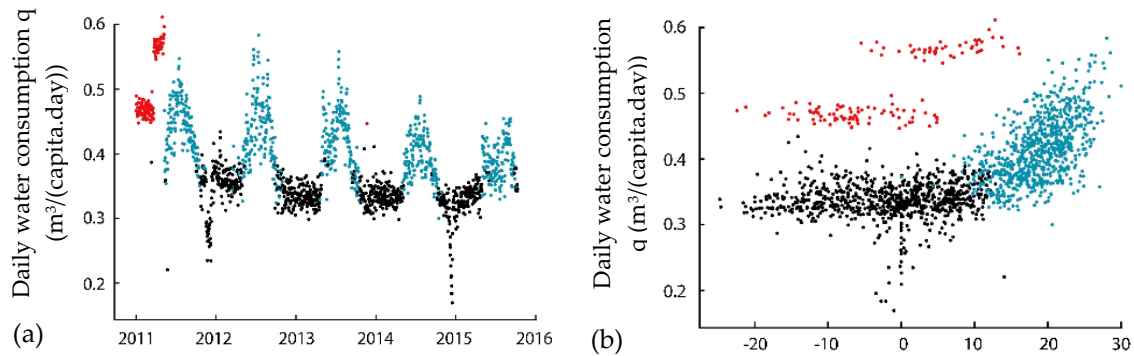 Daily water consumption q
(m³/(capita.day))
0.6
0.5
0.4
0.3
0.2
2011 2012 2013 2014 2015 2016
(a)
Daily water consumption
q (m³/(capita.day))
0.6
0.5
0.4
0.3
0.2
-20 -10 0 10 20 30
(b)